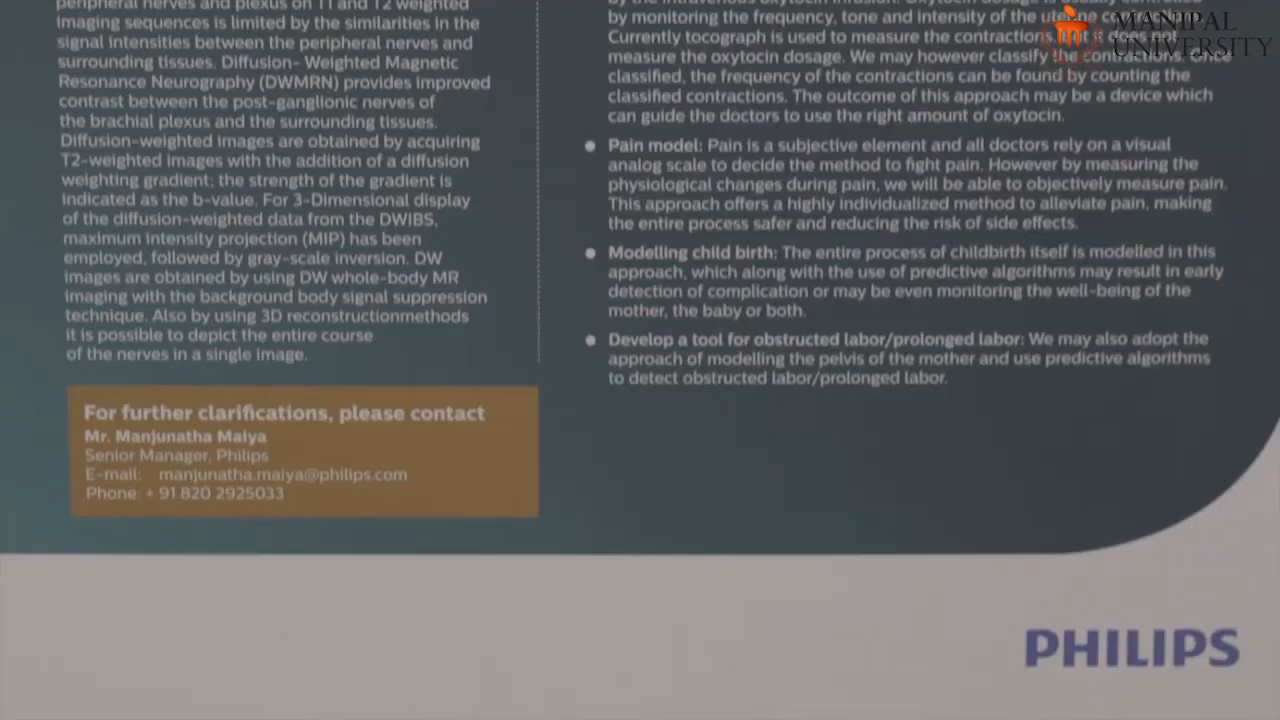 peripheral nerves and plexus on T1 and T2 weighted
imaging sequences is limited by the similarities in the
signal intensities between the peripheral nerves and
surrounding tissues. Diffusion- Weighted Magnetic
Resonance Neurography (DWMRN) provides improved
contrast between the post-ganglionic nerves of
the brachial plexus and the surrounding tissues.
Diffusion-weighted images are obtained by acquiring
T2-weighted images with the addition of a diffusion
weighting gradient; the strength of the gradient is
indicated as the b-value. For 3-Dimensional display
of the diffusion-weighted data from the DWIBS,
maximum intensity projection (MIP) has been
employed, followed by gray-scale inversion. DW
images are obtained by using DW whole-body MR
imaging with the background body signal suppression
technique. Also by using 3D reconstructionmethods
it is possible to depict the entire course
of the nerves in a single image.
For further clarifications, please contact
Mr. Manjunatha Maiya
Senior Manager, Philips
E-mail: manjunatha.maiya@philips.com
Phone: + 91 820 2925033
by monitoring the frequency, tone and intensity of the uterine
Currently tocograph is used to measure the contractions, but it does not
measure the oxytocin dosage. We may however classify the contractions. Once
classified, the frequency of the contractions can be found by counting the
classified contractions. The outcome of this approach may be a device which
can guide the doctors to use the right amount of oxytocin.
● Pain model: Pain is a subjective element and all doctors rely on a visual
analog scale to decide the method to fight pain. However by measuring the
physiological changes during pain, we will be able to objectively measure pain.
This approach offers a highly individualized method to alleviate pain, making
the entire process safer and reducing the risk of side effects.
● Modelling child birth: The entire process of childbirth itself is modelled in this
approach, which along with the use of predictive algorithms may result in early
detection of complication or may be even monitoring the well-being of the
mother, the baby or both.
● Develop a tool for obstructed labor/prolonged labor: We may also adopt the
approach of modelling the pelvis of the mother and use predictive algorithms
to detect obstructed labor/prolonged labor.
MANIPAL
UNIVERSITY
PHILIPS